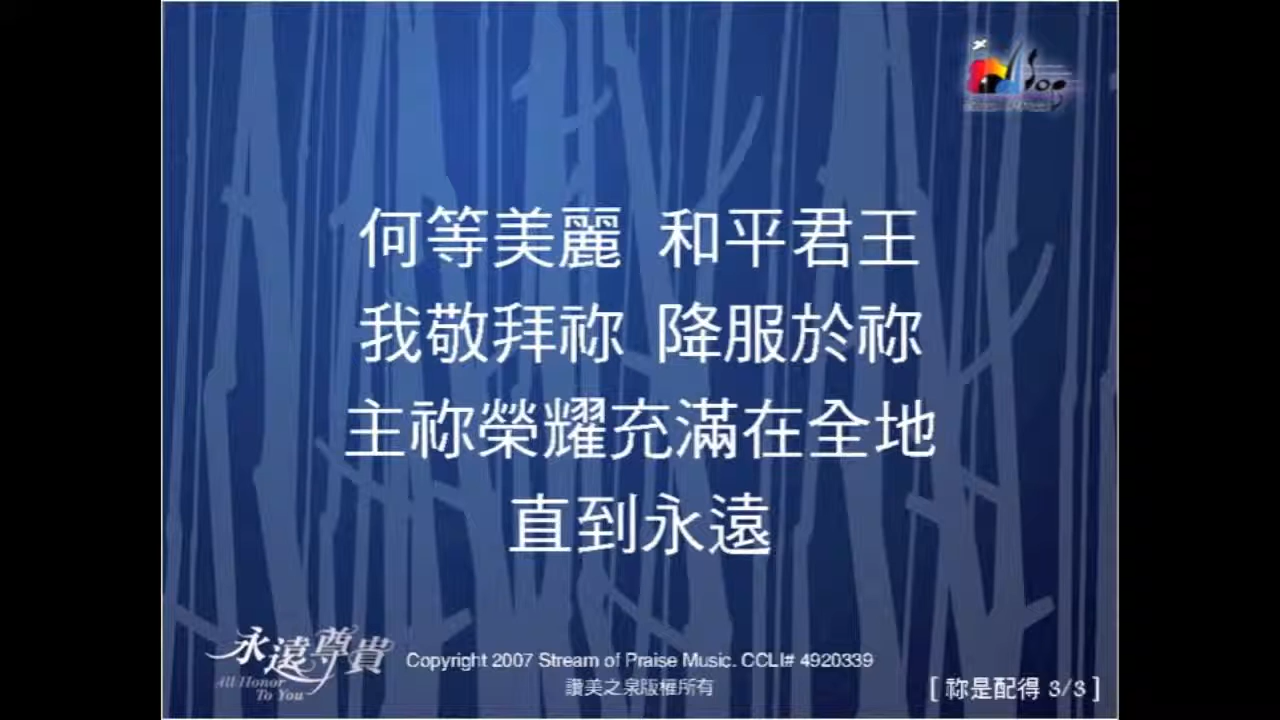 何等美麗 和平君王
我敬拜祢 降服於祢
主祢榮耀充滿在全地
直到永遠
永遠尊貴
All Honor
To You
Copyright 2007 Stream of Praise Music. CCLI# 4920339
讚美之泉版權所有
[ 祢是配得 3/3 ]